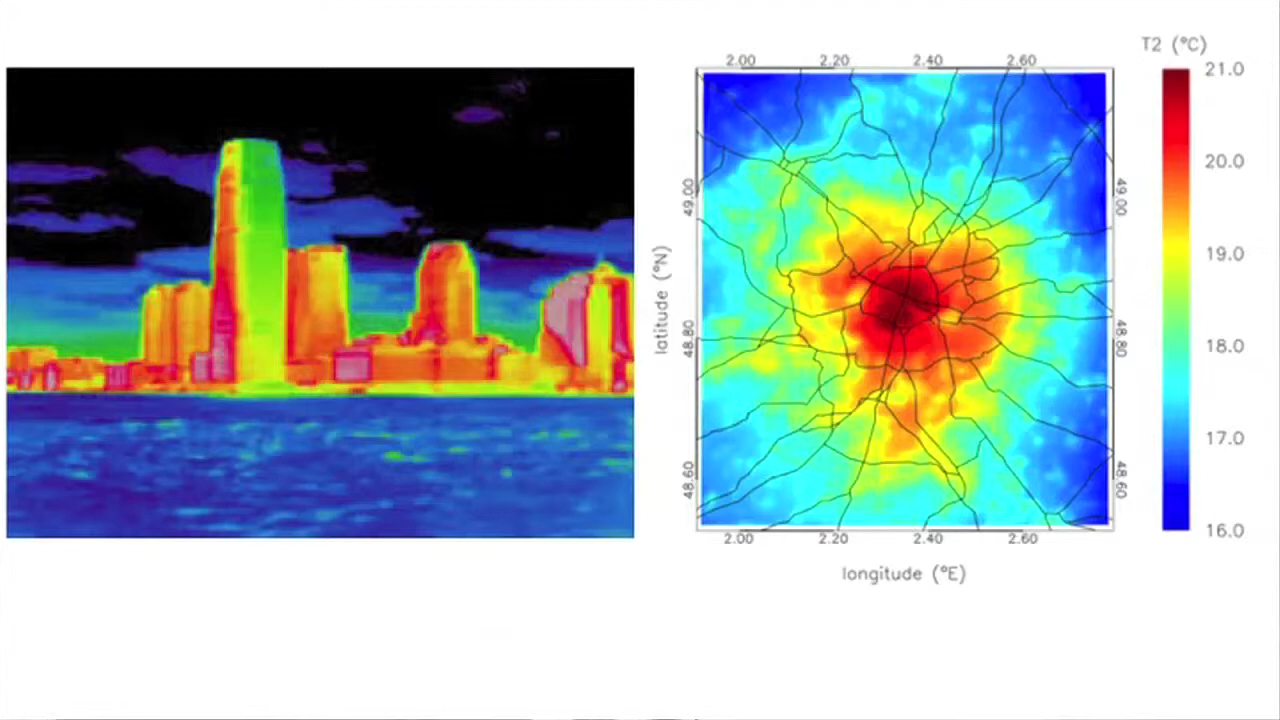 T2 (°C)
2.00 2.20 2.40 2.60
21.0
20.0
19.0
18.0
17.0
16.0
latitude (°N)
49.00
48.80
48.60
49.00
48.80
48.60
2.00 2.20 2.40 2.60
longitude (°E)